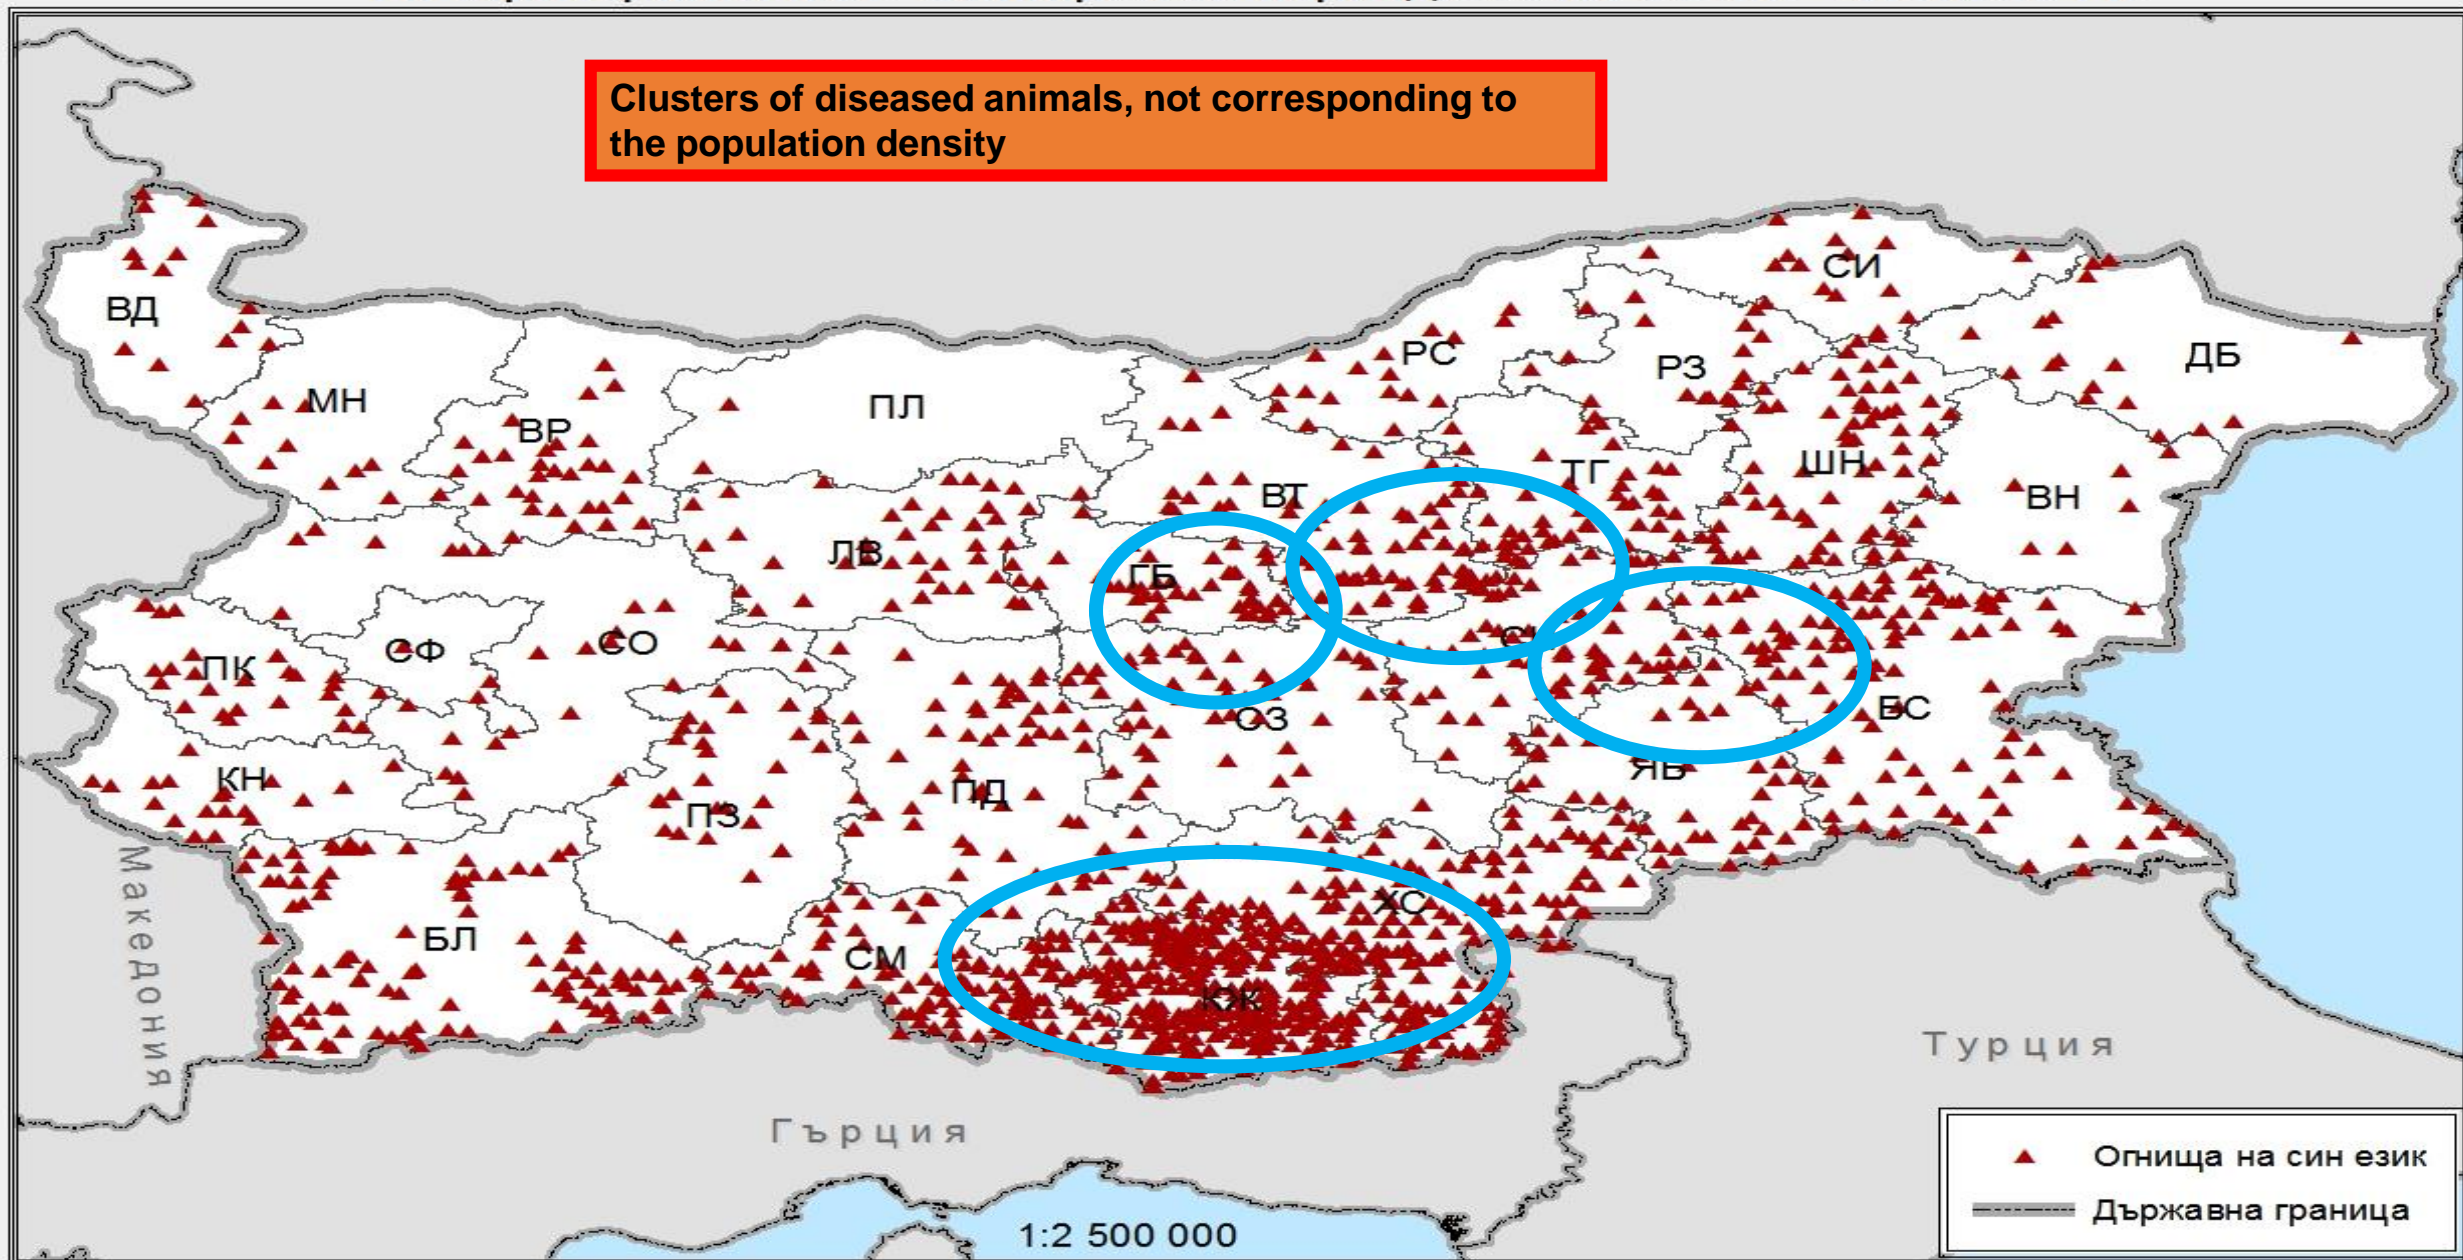 Clusters of diseased animals, not corresponding to
the population density
СИ
ВД
РС
РЗ
ДБ
МН
ПЛ
ВР
ТГ
ШН
ВТ
ВН
ЛВ
ГБ
СФ
СО
ПК
СЗ
БС
КН
ЯБ
ПЗ
ПД
ХС
БЛ
СМ
КЖ
Македония
Турция
Гърция
Огнища на син език
Държавна граница
1:2 500 000